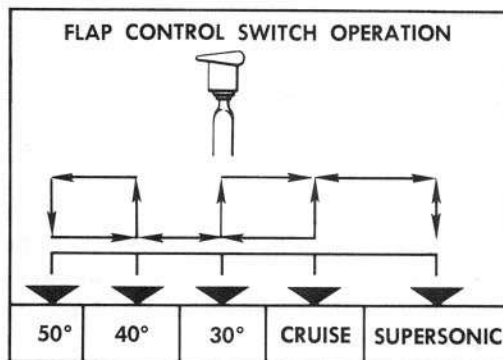 FLAP CONTROL SWITCH OPERATION
50° 40° 30° CRUISE SUPERSONIC